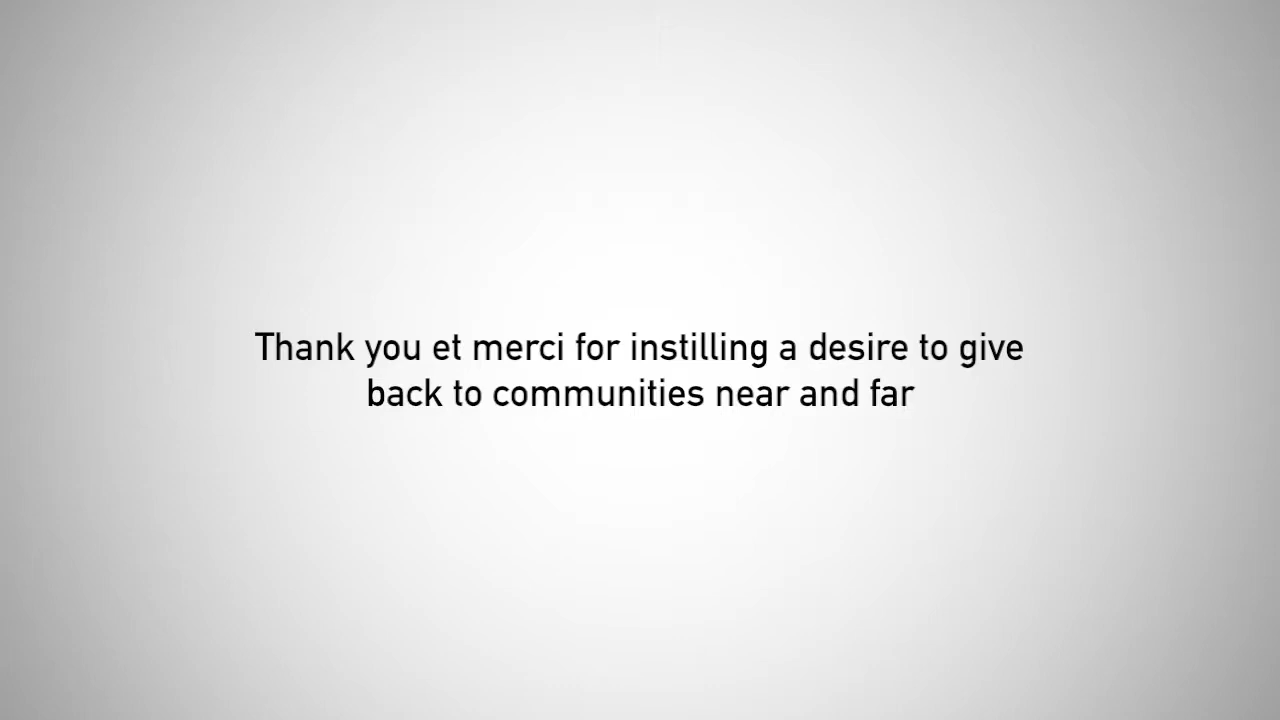 Thank you et merci for instilling a desire to give
back to communities near and far